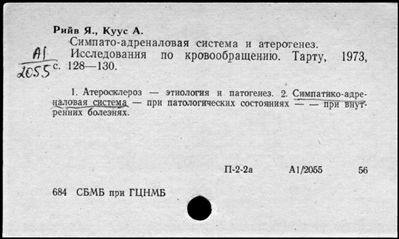 Рийв Я., Куус А.
Симпато-адреналовая система и атерогенез.
А1/2055
Исследованния по кровообращению. Тарту, 1973,
с. 128—130.
1. Атеросклероз — этиология и патогенез. 2. Симпатико-адре-
наловая система — при патологических состояниях — — при внут-
ренних болезнях.
П-2-2а А1/2055 56
684 СБМБ при ГЦНМБ